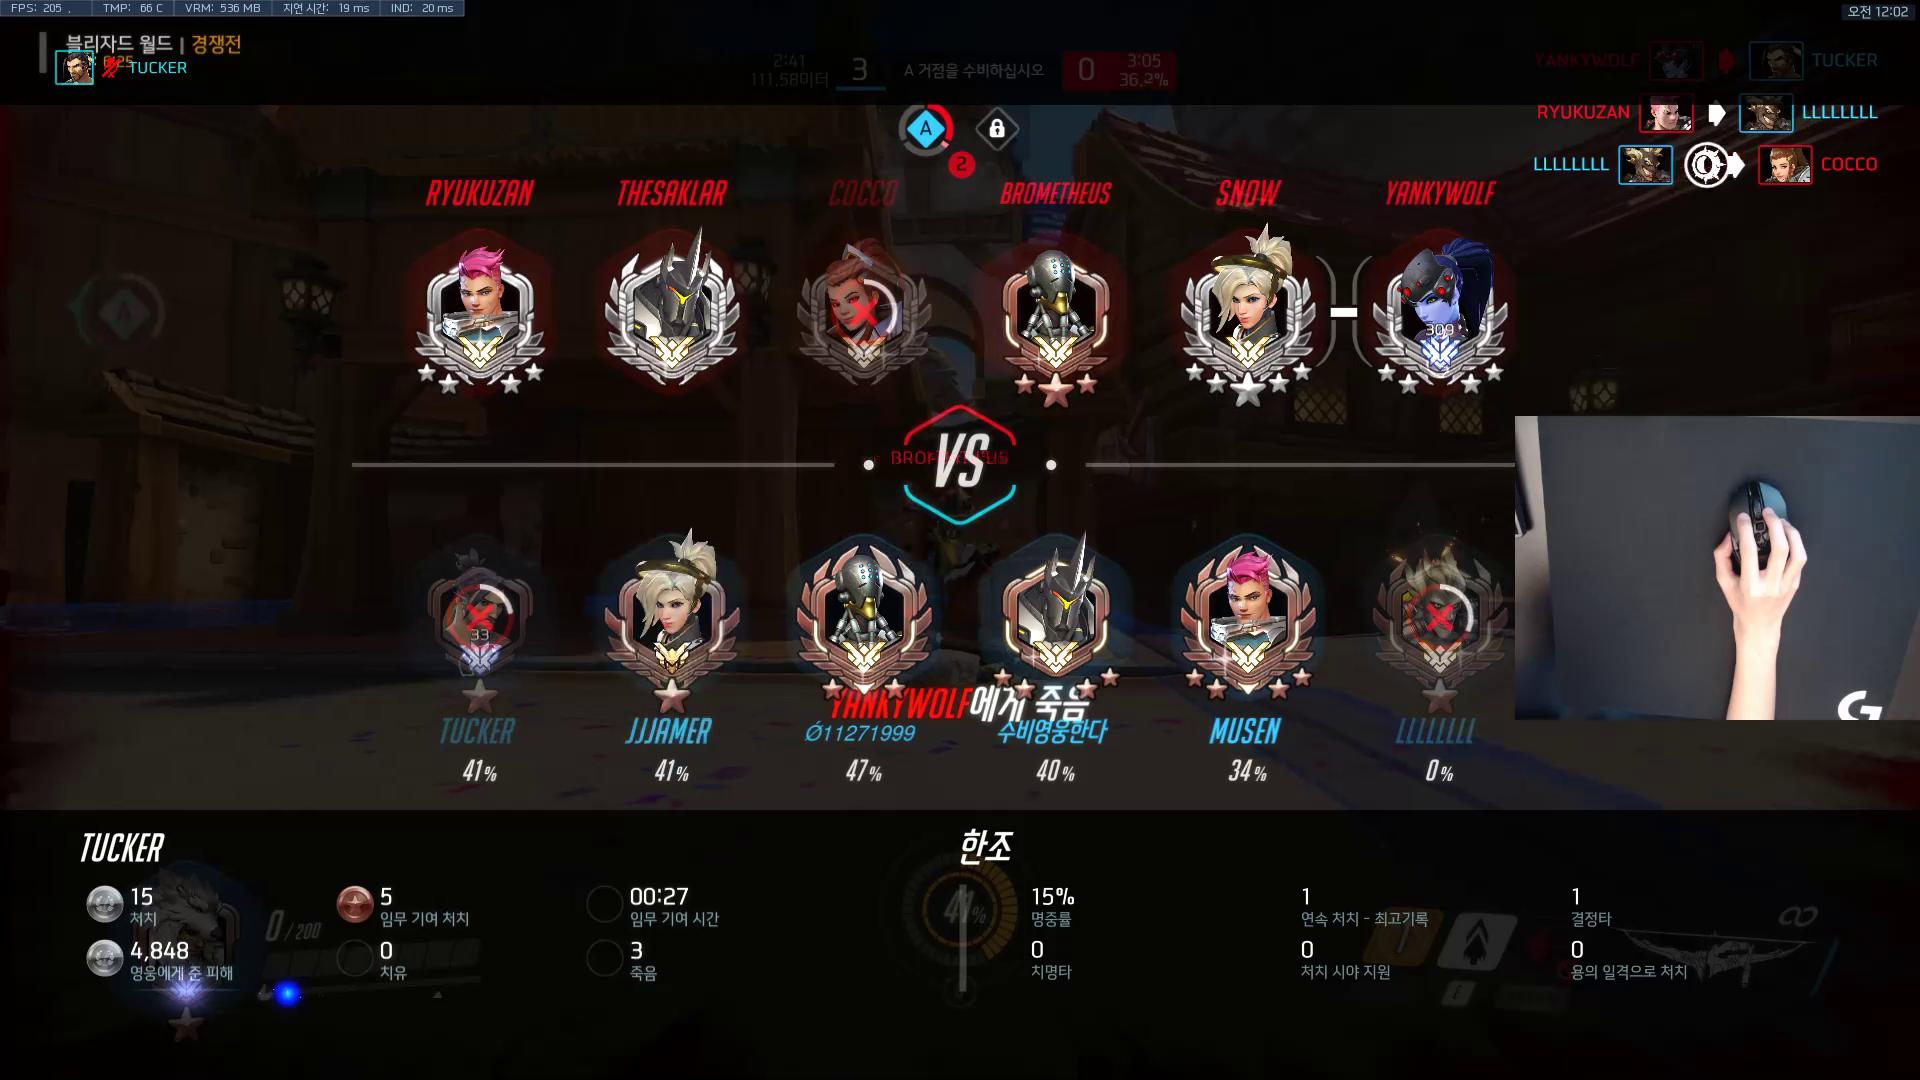 FPS: 205 ,  TMP: 66 C  VRM: 536 MB  지연 시간: 19 ms  IND: 20 ms
오전 12:02
블리자드 월드 | 경쟁전
TUCKER
2:41
111.58미터
3
A 거점을 수비하십시오
0
3:05
36.2%
YANKYWOLF TUCKER
RYUKUZAN LLLLLLLL
LLLLLLLL COCCO
A
2
RYUKUZAN THESAKLAR COCCO BROMETHEUS SNOW YANKYWOLF
309
VS
33
YANKYWOLF에게 죽음
TUCKER JJJAMER Ø11271999 수비영웅한다 MUSEN LLLLLLLL
41% 41% 47% 40% 34% 0%
TUCKER
한조
15
처치
5
임무 기여 처치
00:27
임무 기여 시간
15%
명중률
1
연속 처치 - 최고기록
1
결정타
4,848
영웅에게 준 피해
0
치유
3
죽음
0
치명타
0
처치 시야 지원
0
용의 일격으로 처치
0/200
41%
G